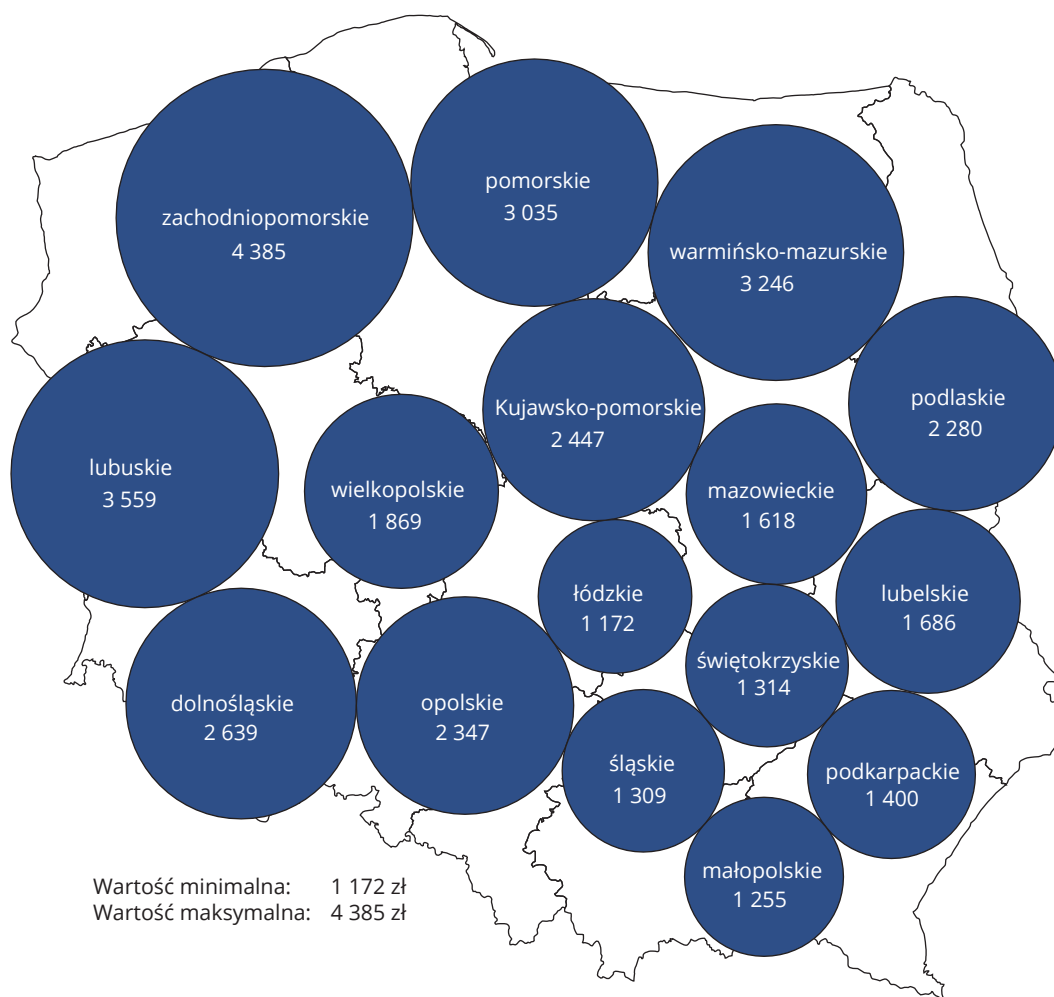 pomorskie
3 035
zachodniopomorskie
4 385
warmińsko-mazurskie
3 246
podlaskie
2 280
Kujawsko-pomorskie
2 447
lubuskie
3 559
wielkopolskie
1 869
mazowieckie
1 618
łódzkie
1 172
lubelskie
1 686
świętokrzyskie
1 314
dolnośląskie
2 639
opolskie
2 347
śląskie
1 309
podkarpackie
1 400
małopolskie
1 255
Wartość minimalna: 1 172 zł
Wartość maksymalna: 4 385 zł